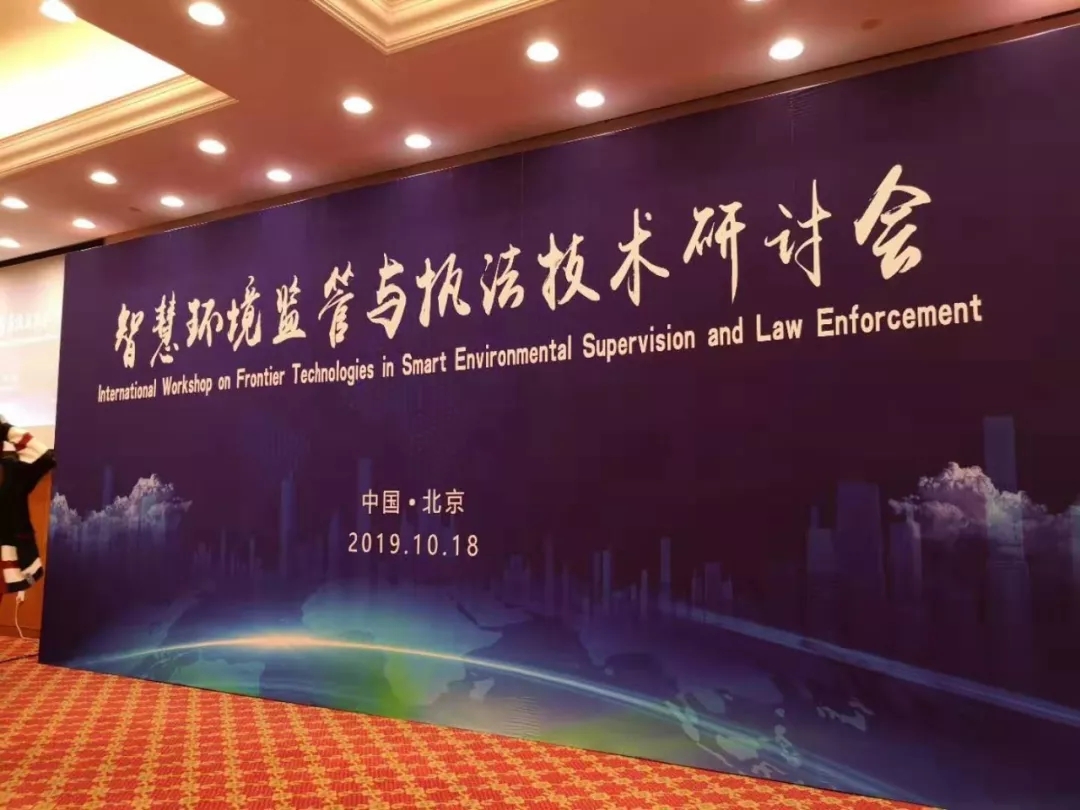 智慧环境监管与执法技术研讨会
International Workshop on Frontier Technologies in Smart Environmental Supervision and Law Enforcement
中国·北京
2019.10.18